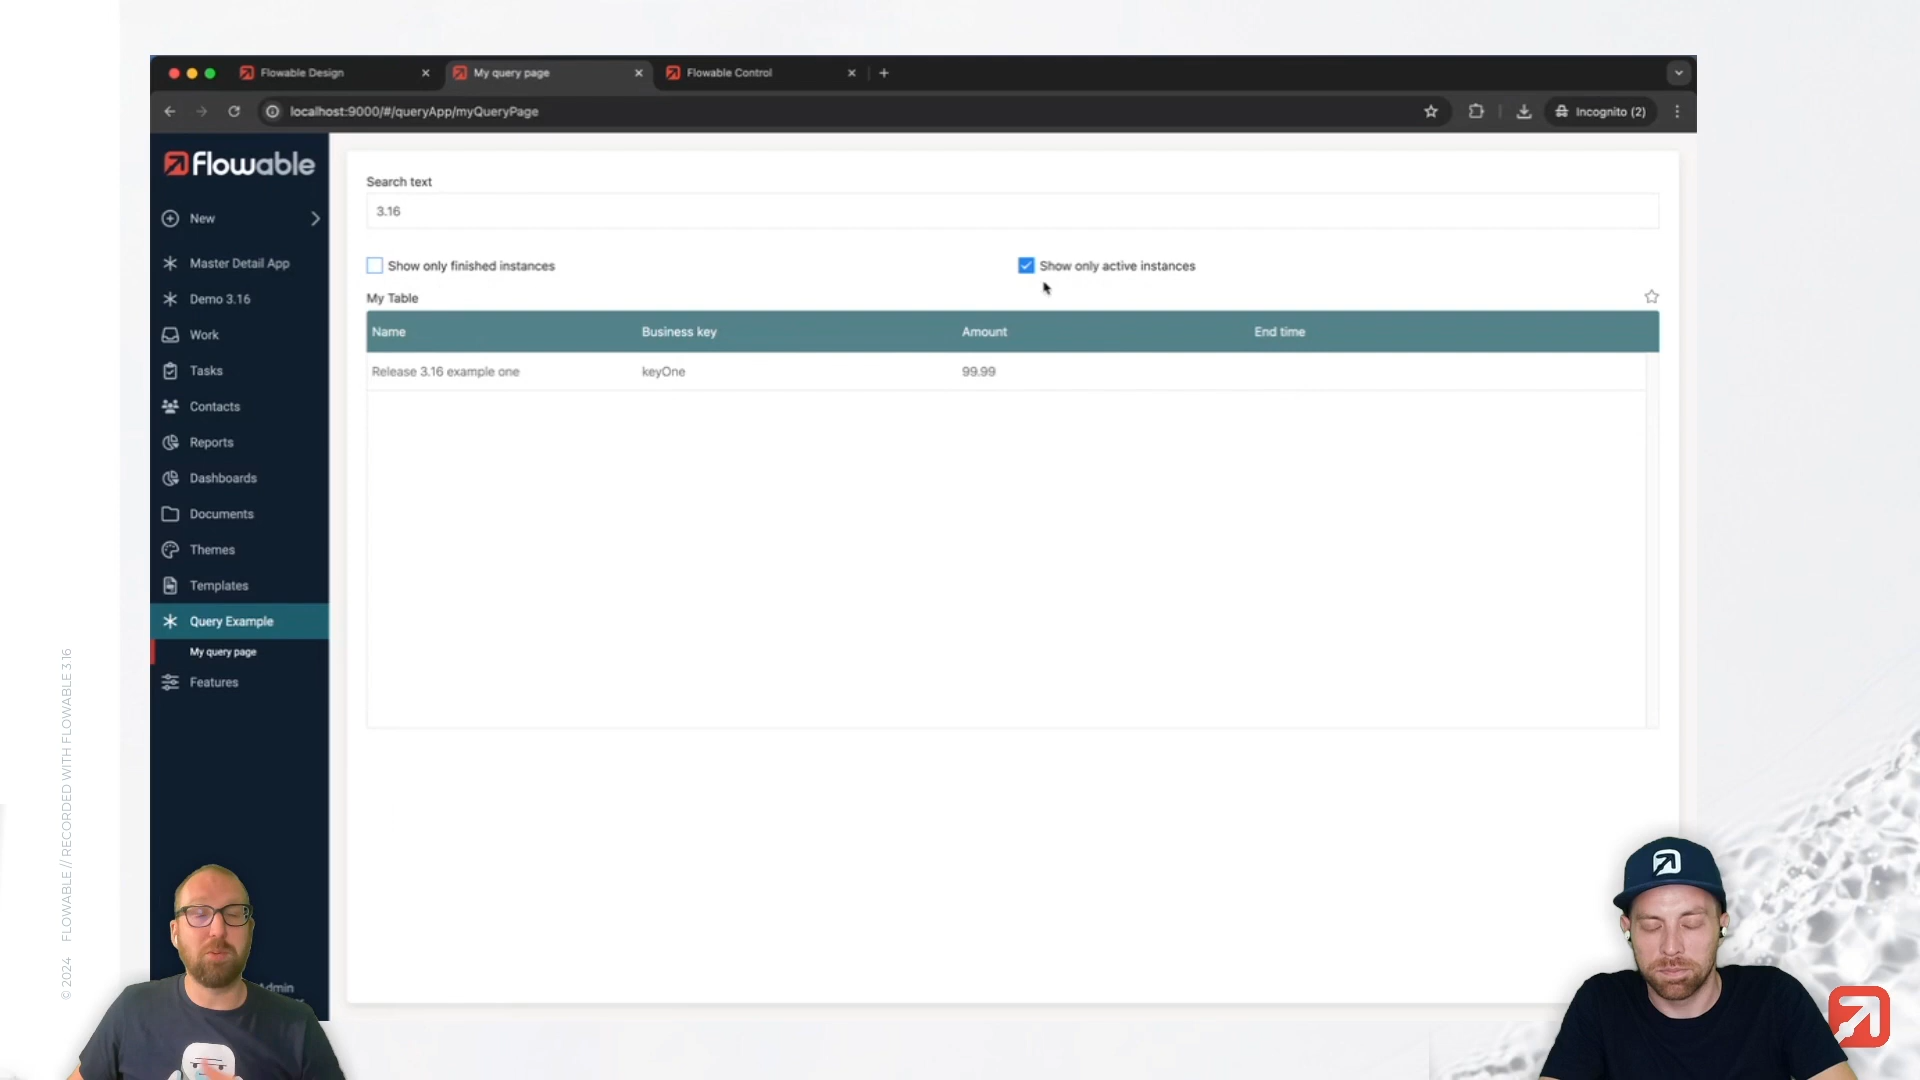 Flowable Design
My query page
Flowable Control
localhost:9000/#/queryApp/myQueryPage
Incognito (2)
Flowable
New
Master Detail App
Demo 3.16
Work
Tasks
Contacts
Reports
Dashboards
Documents
Themes
Templates
Query Example
My query page
Features
Search text
3.16
Show only finished instances
Show only active instances
My Table
Name Business key Amount End time
Release 3.16 example one keyOne 99.99
© 2024 FLOWABLE // RECORDED WITH FLOWABLE 3.16